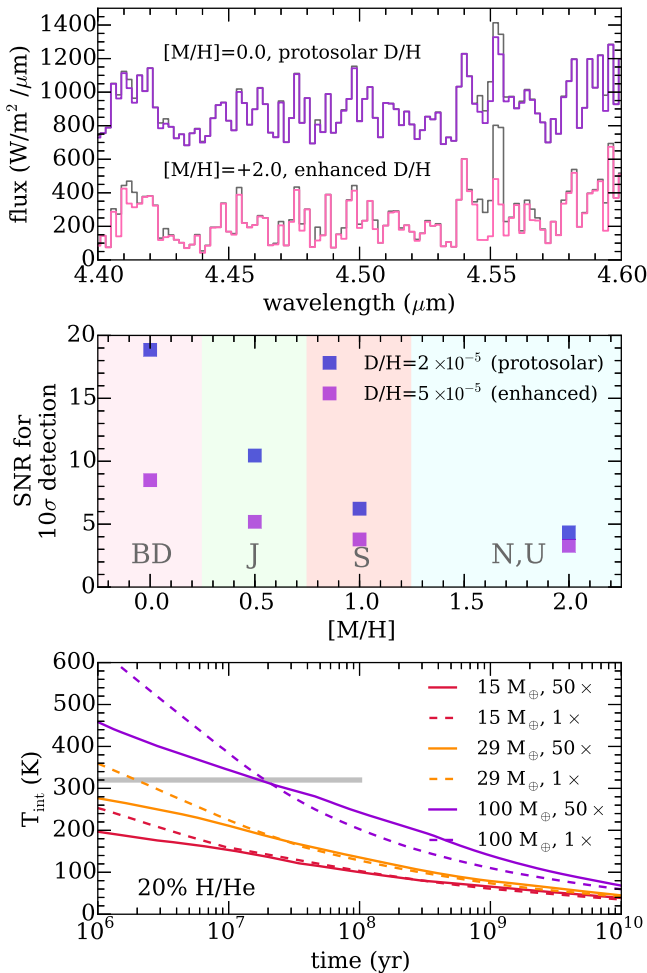 1400
1200
1000
800
1000
600
400
200
0
flux (W/m² /μm)
[M/H]=0.0, protosolar D/H
[M/H]=+2.0, enhanced D/H
4.40 4.45 4.50 4.55 4.60
wavelength (μm)
20
15
10
5
0
SNR for
10σ detection
D/H=2 ×10⁻⁵ (protosolar)
D/H=5 ×10⁻⁵ (enhanced)
BD J S N,U
0.0 0.5 1.0 1.5 2.0
[M/H]
600
500
400
300
200
100
0
T_int (K)
15 M⊕, 50×
15 M⊕, 1×
29 M⊕, 50×
29 M⊕, 1×
100 M⊕, 50×
100 M⊕, 1×
20% H/He
10⁶ 10⁷ 10⁸ 10⁹ 10¹⁰
time (yr)